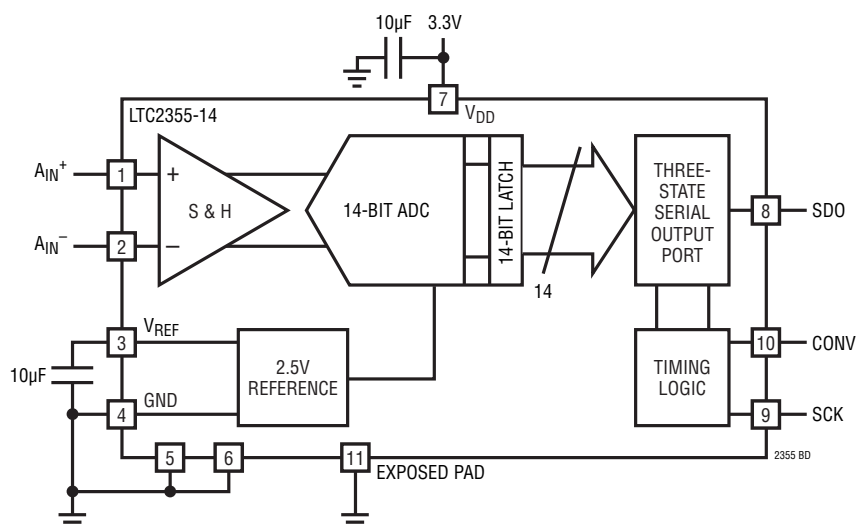 10µF 3.3V
7
LTC2355-14
VDD
AIN+
1
+
S & H
AIN–
2
–
14-BIT ADC
14-BIT LATCH
14
THREE-
STATE
SERIAL
OUTPUT
PORT
8
SDO
VREF
3
10µF
GND
4
2.5V
REFERENCE
TIMING
LOGIC
10
CONV
9
SCK
5
6
11
EXPOSED PAD
2355 BD